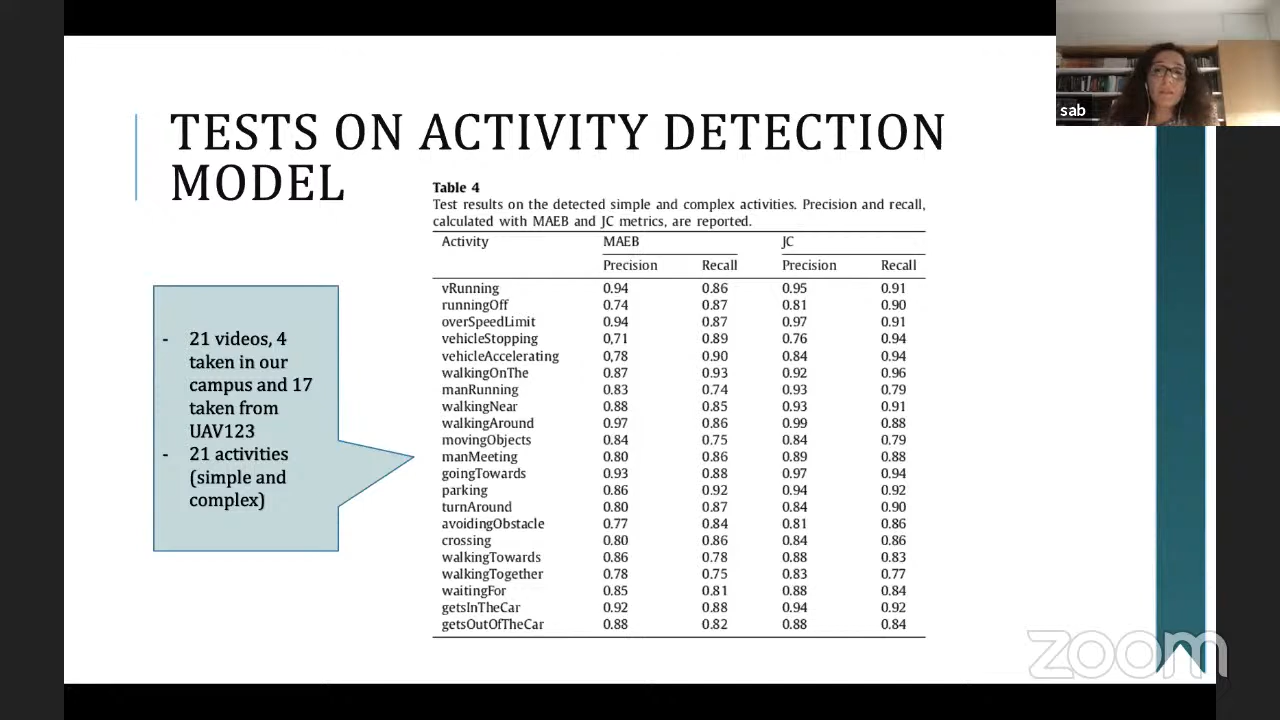 sab
TESTS ON ACTIVITY DETECTION
MODEL
Table 4
Test results on the detected simple and complex activities. Precision and recall,
calculated with MAEB and JC metrics, are reported.
Activity MAEB JC
Precision Recall Precision Recall
vRunning 0.94 0.86 0.95 0.91
runningOff 0.74 0.87 0.81 0.90
overSpeedLimit 0.94 0.87 0.97 0.91
vehicleStopping 0,71 0.89 0.76 0.94
vehicleAccelerating 0,78 0.90 0.84 0.94
walkingOnThe 0.87 0.93 0.92 0.96
manRunning 0.83 0.74 0.93 0.79
walkingNear 0.88 0.85 0.93 0.91
walkingAround 0.97 0.86 0.99 0.88
movingObjects 0.84 0.75 0.84 0.79
manMeeting 0.80 0.86 0.89 0.88
goingTowards 0.93 0.88 0.97 0.94
parking 0.86 0.92 0.94 0.92
turnAround 0.80 0.87 0.84 0.90
avoidingObstacle 0.77 0.84 0.81 0.86
crossing 0.80 0.86 0.84 0.86
walkingTowards 0.86 0.78 0.88 0.83
walkingTogether 0.78 0.75 0.83 0.77
waitingFor 0.85 0.81 0.88 0.84
getsInTheCar 0.92 0.88 0.94 0.92
getsOutOfTheCar 0.88 0.82 0.88 0.84
- 21 videos, 4
taken in our
campus and 17
taken from
UAV123
- 21 activities
(simple and
complex)
zoom